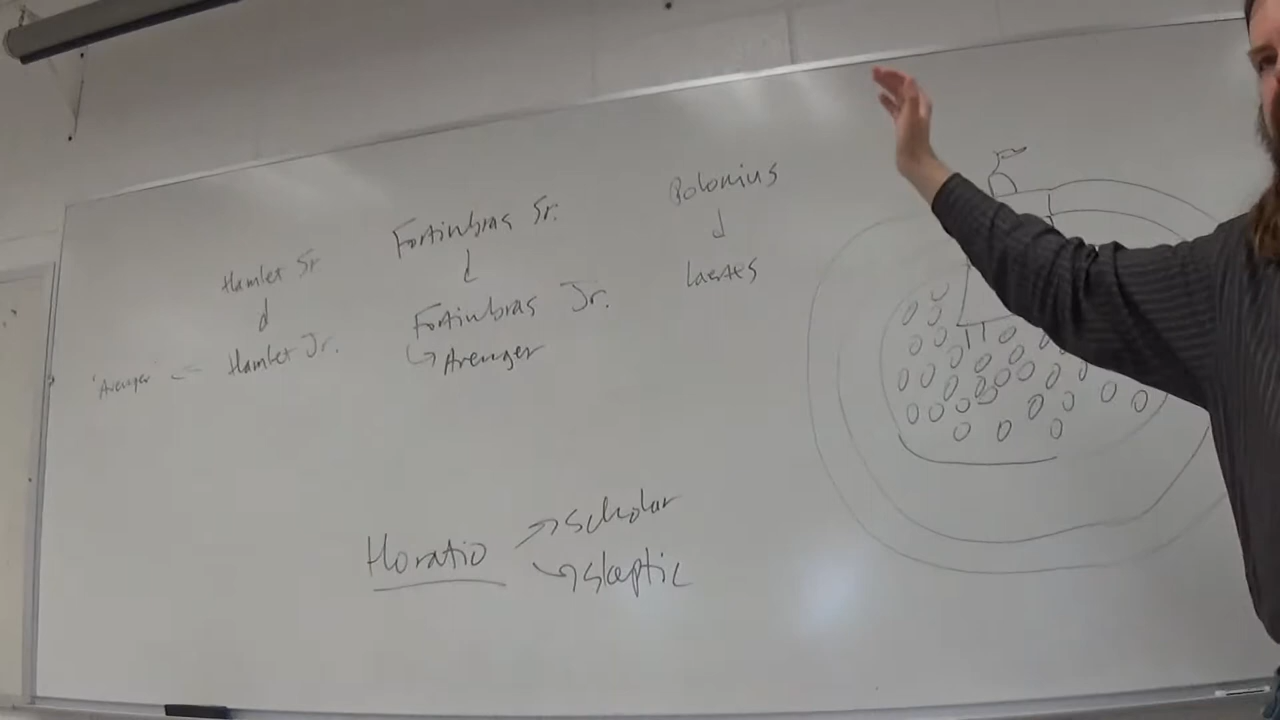 Hamlet Sr
Hamlet Jr.
'Avenger'
Fortinbras Sr.
Fortinbras Jr.
Avenger
Polonius
Laertes
Horatio
scholar
skeptic